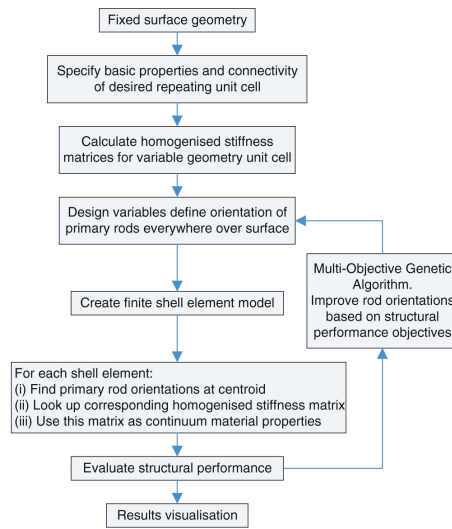 Fixed surface geometry
Specify basic properties and connectivity
of desired repeating unit cell
Calculate homogenised stiffness
matrices for variable geometry unit cell
Design variables define orientation of
primary rods everywhere over surface
Multi-Objective Genetic
Algorithm.
Improve rod orientations
based on structural
performance objectives
Create finite shell element model
For each shell element:
(i) Find primary rod orientations at centroid
(ii) Look up corresponding homogenised stiffness matrix
(iii) Use this matrix as continuum material properties
Evaluate structural performance
Results visualisation